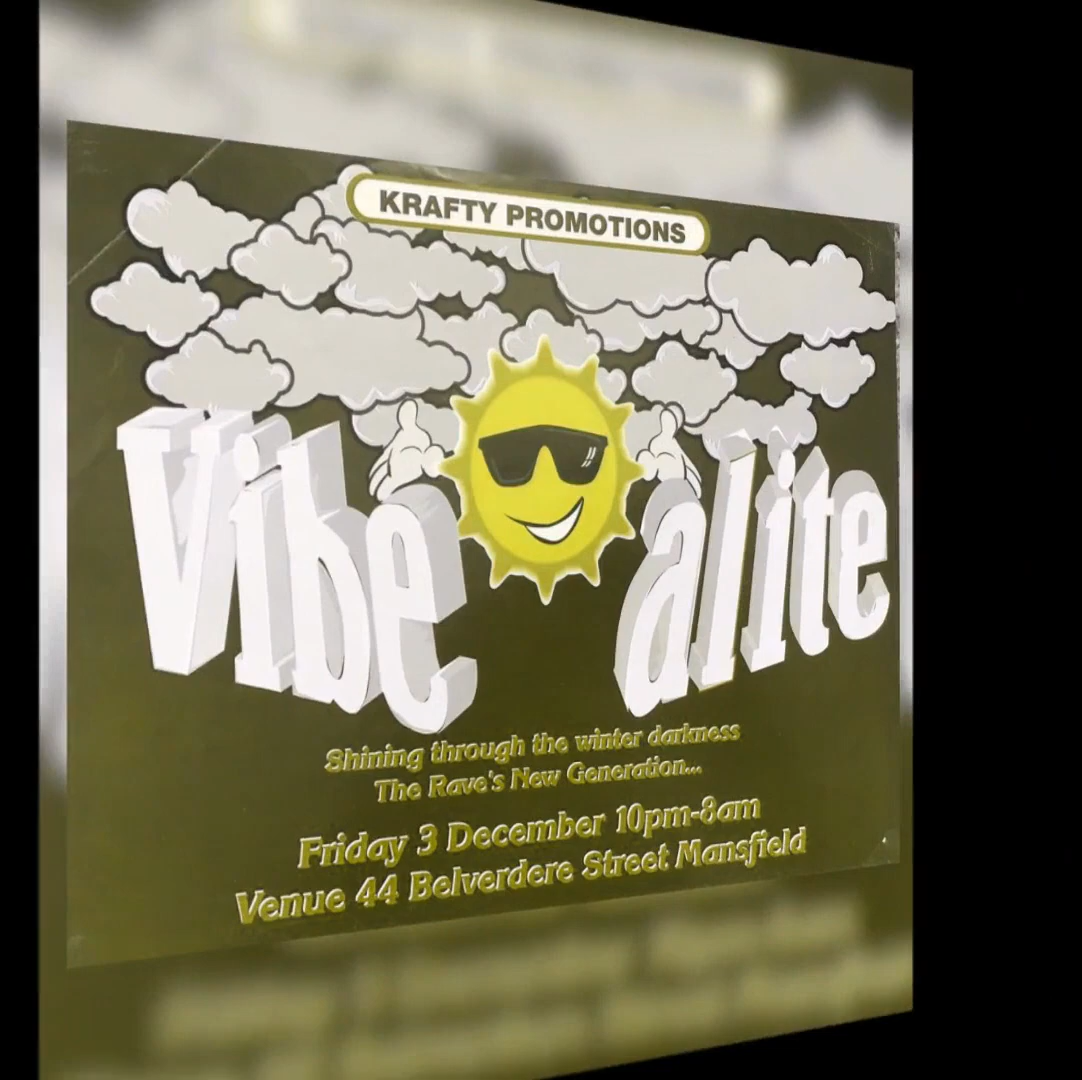 KRAFTY PROMOTIONS
Vibe alite
Shining through the winter darkness
The Rave's New Generation...
Friday 3 December 10pm-8am
Venue 44 Belverdere Street Mansfield